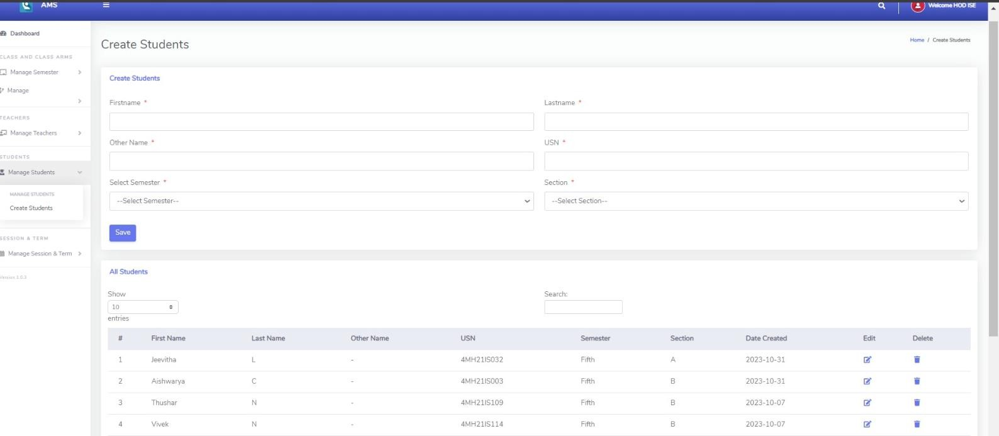 AMS
Welcome HOD ISE
Dashboard
CLASS AND CLASS ARMS
Manage Semester
Manage
TEACHERS
Manage Teachers
STUDENTS
Manage Students
MANAGE STUDENTS
Create Students
SESSION & TERM
Manage Session & Term
Version 1.0.3
Create Students
Home / Create Students
Create Students
Firstname *
Lastname *
Other Name *
USN *
Select Semester *
Section *
--Select Semester--
--Select Section--
Save
All Students
Show
10
entries
Search:
# First Name Last Name Other Name USN Semester Section Date Created Edit Delete
1 Jeevitha L - 4MH21IS032 Fifth A 2023-10-31
2 Aishwarya C - 4MH21IS003 Fifth B 2023-10-31
3 Thushar N - 4MH21IS109 Fifth B 2023-10-07
4 Vivek N - 4MH21IS114 Fifth B 2023-10-07